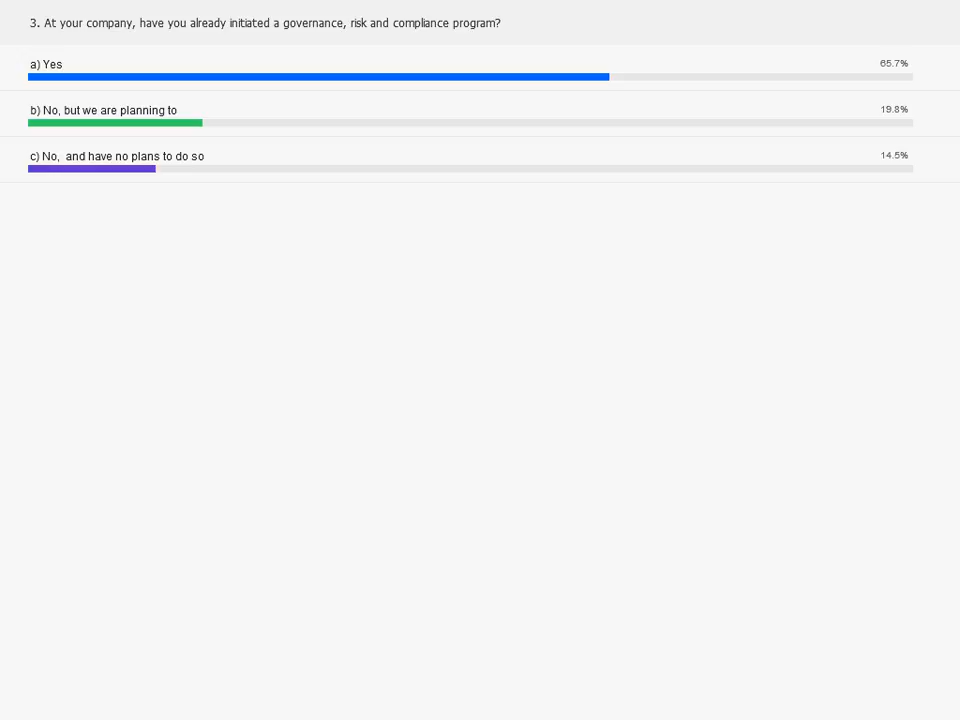 3. At your company, have you already initiated a governance, risk and compliance program?
a) Yes
65.7%
b) No, but we are planning to
19.8%
c) No,  and have no plans to do so
14.5%